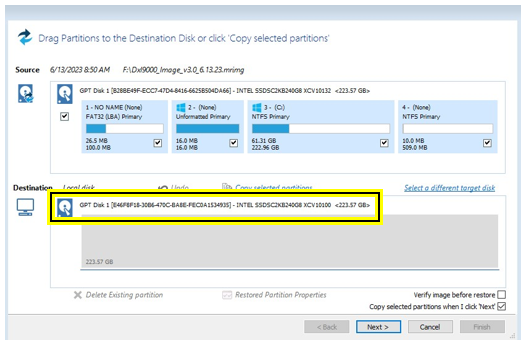 Drag Partitions to the Destination Disk or click 'Copy selected partitions'
Source 6/13/2023 8:50 AM F:\Dxl9000_Image_v3.0_6.13.23.mrimg
GPT Disk 1 [B28BE49F-ECC7-47D4-8416-6625B504DA66] - INTEL SSDSC2KB240G8 XCV10132 <223.57 GB>
1 - NO NAME (None)
FAT32 (LBA) Primary
26.5 MB
100.0 MB
2 - (None)
Unformatted Primary
16.0 MB
16.0 MB
3 - (C:)
NTFS Primary
61.31 GB
222.96 GB
4 - (None)
NTFS Primary
10.0 MB
509.0 MB
Destination Local disk Undo Copy selected partitions Select a different target disk
GPT Disk 1 [E46F8F18-30B6-470C-BA8E-FEC0A1534935] - INTEL SSDSC2KB240G8 XCV10100 <223.57 GB>
223.57 GB
Delete Existing partition Restored Partition Properties Verify image before restore
Copy selected partitions when I click 'Next'
< Back Next > Cancel Finish